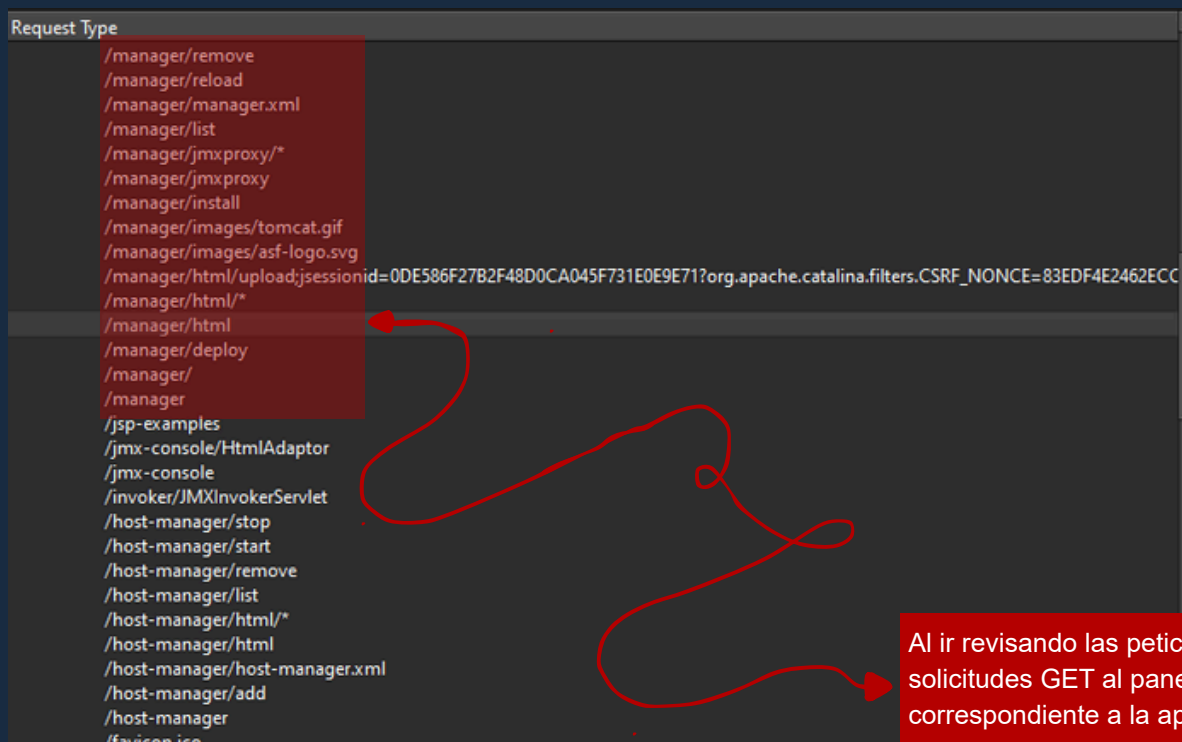 Request Type
/manager/remove
/manager/reload
/manager/manager.xml
/manager/list
/manager/jmxproxy/*
/manager/jmxproxy
/manager/install
/manager/images/tomcat.gif
/manager/images/asf-logo.svg
/manager/html/upload;jsessionid=0DE586F27B2F48D0CA045F731E0E9E71?org.apache.catalina.filters.CSRF_NONCE=83EDF4E2462ECC
/manager/html/*
/manager/html
/manager/deploy
/manager/
/manager
/jsp-examples
/jmx-console/HtmlAdaptor
/jmx-console
/invoker/JMXInvokerServlet
/host-manager/stop
/host-manager/start
/host-manager/remove
/host-manager/list
/host-manager/html/*
/host-manager/html
/host-manager/host-manager.xml
/host-manager/add
/host-manager
/favicon.ico
Al ir revisando las petic
solicitudes GET al pane
correspondiente a la ap